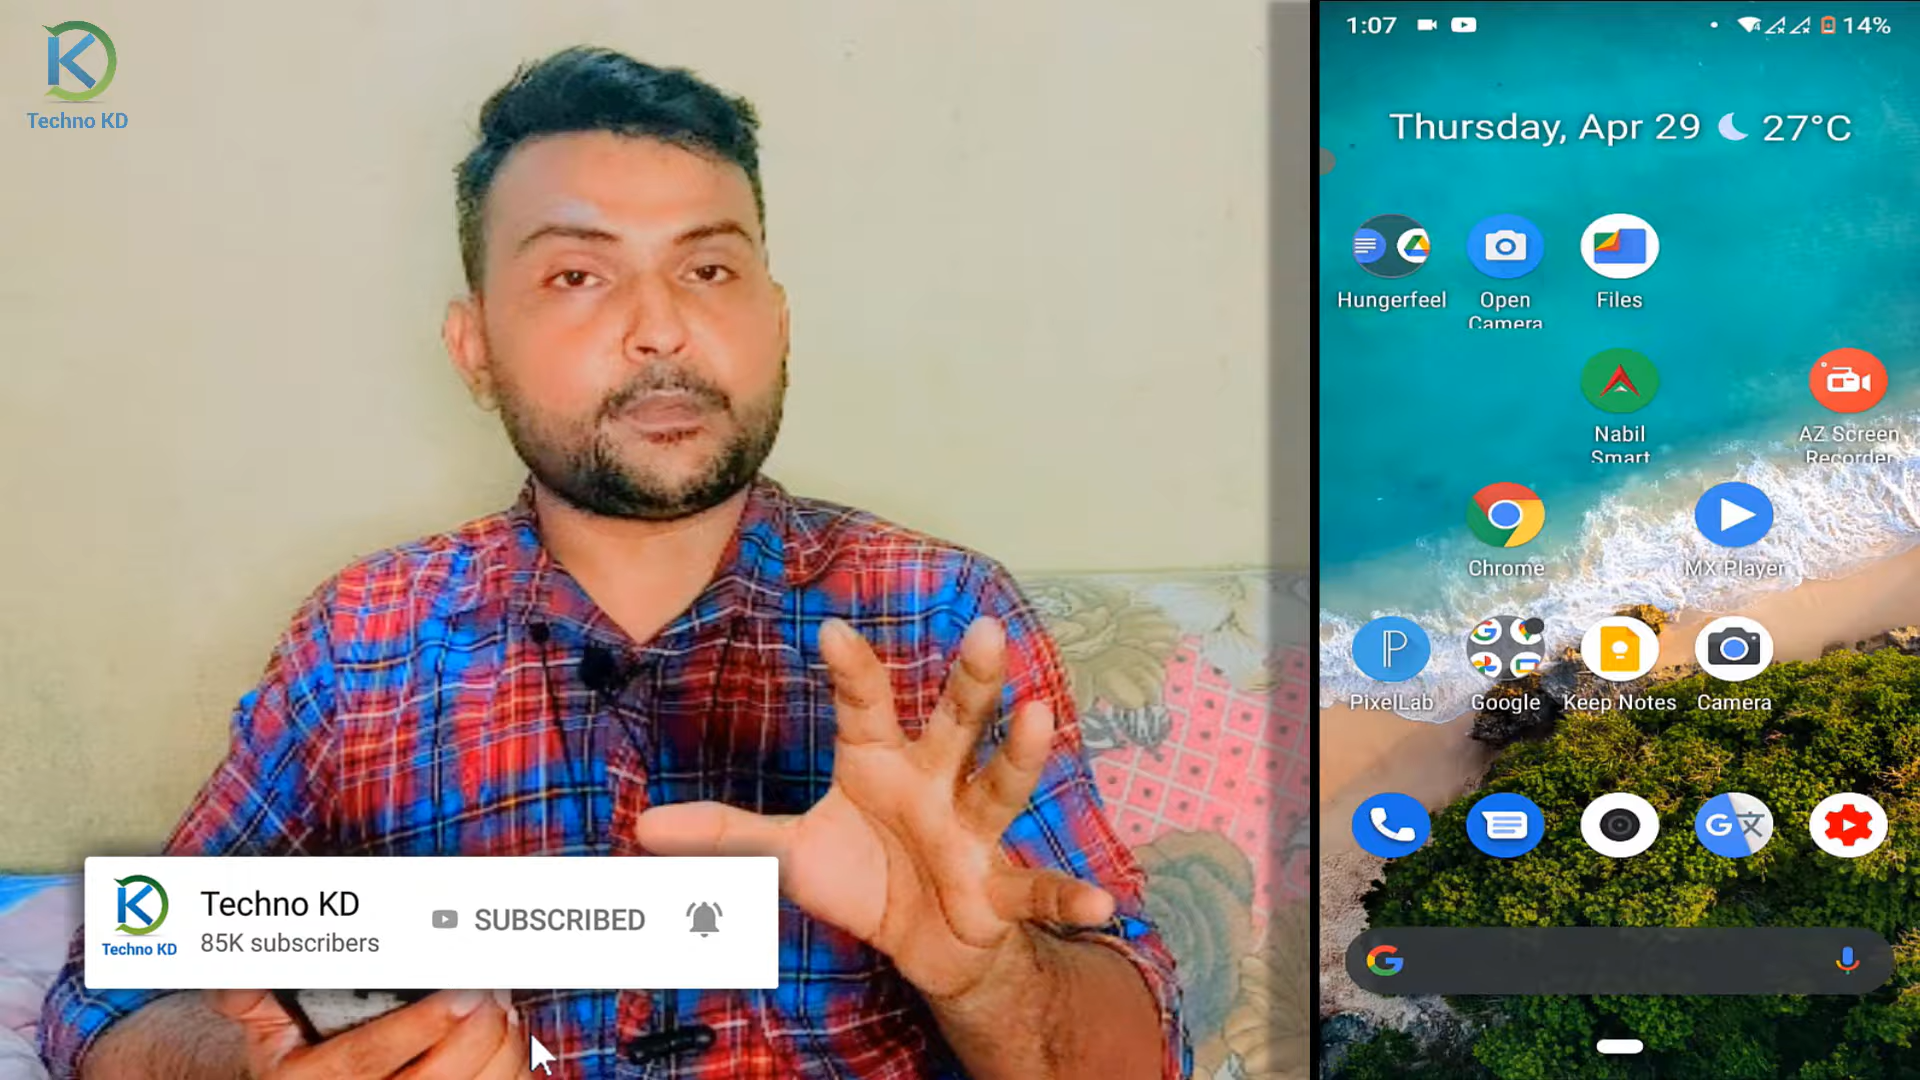 Techno KD
1:07
14%
Thursday, Apr 29 27°C
Hungerfeel
Open
Camera
Files
Nabil
Smart
AZ Screen
Recorder
Chrome
MX Player
PixelLab
Google
Keep Notes
Camera
Techno KD
85K subscribers
SUBSCRIBED
Techno KD